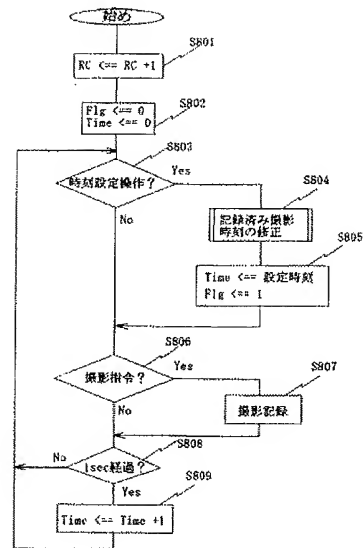 始め
S801
RC <== RC +1
S802
Flg <== 0
Time <== 0
S803
時刻設定操作?
Yes
No
S804
記録済み撮影
時刻の修正
S805
Time <== 設定時刻
Flg <== 1
S806
撮影指令?
Yes
No
S807
撮影記録
S808
1sec経過?
No
Yes
S809
Time <== Time +1